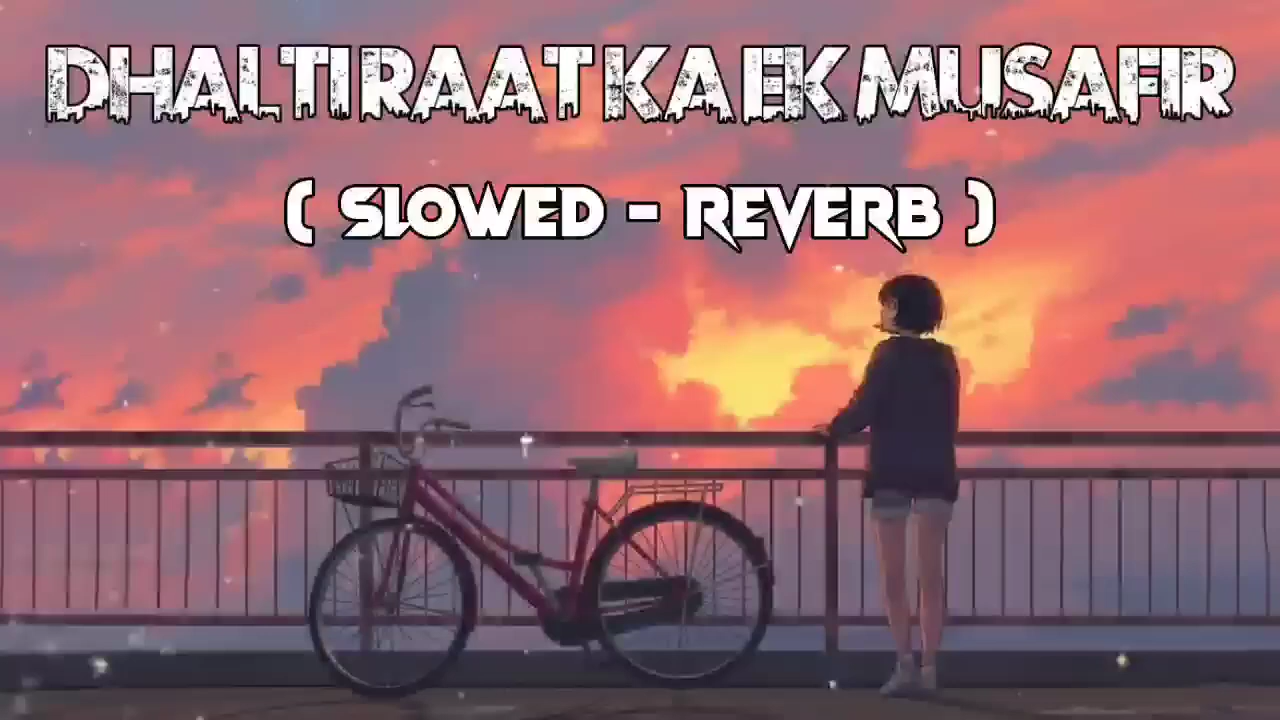 DHALTI RAAT KA EK MUSAFIR
( SLOWED - REVERB )